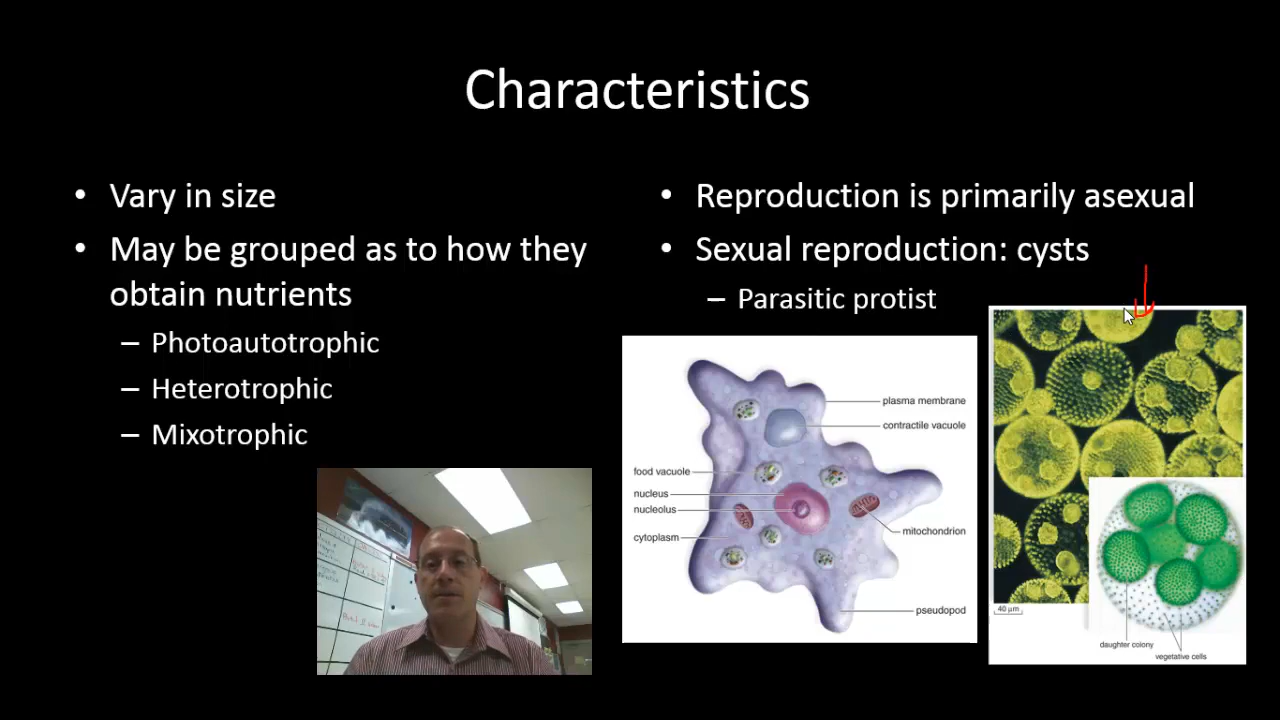 Characteristics
• Vary in size
• May be grouped as to how they
obtain nutrients
– Photoautotrophic
– Heterotrophic
– Mixotrophic
• Reproduction is primarily asexual
• Sexual reproduction: cysts
– Parasitic protist
plasma membrane
contractile vacuole
food vacuole
nucleus
nucleolus
cytoplasm
mitochondrion
pseudopod
40 µm
daughter colony
vegetative cells